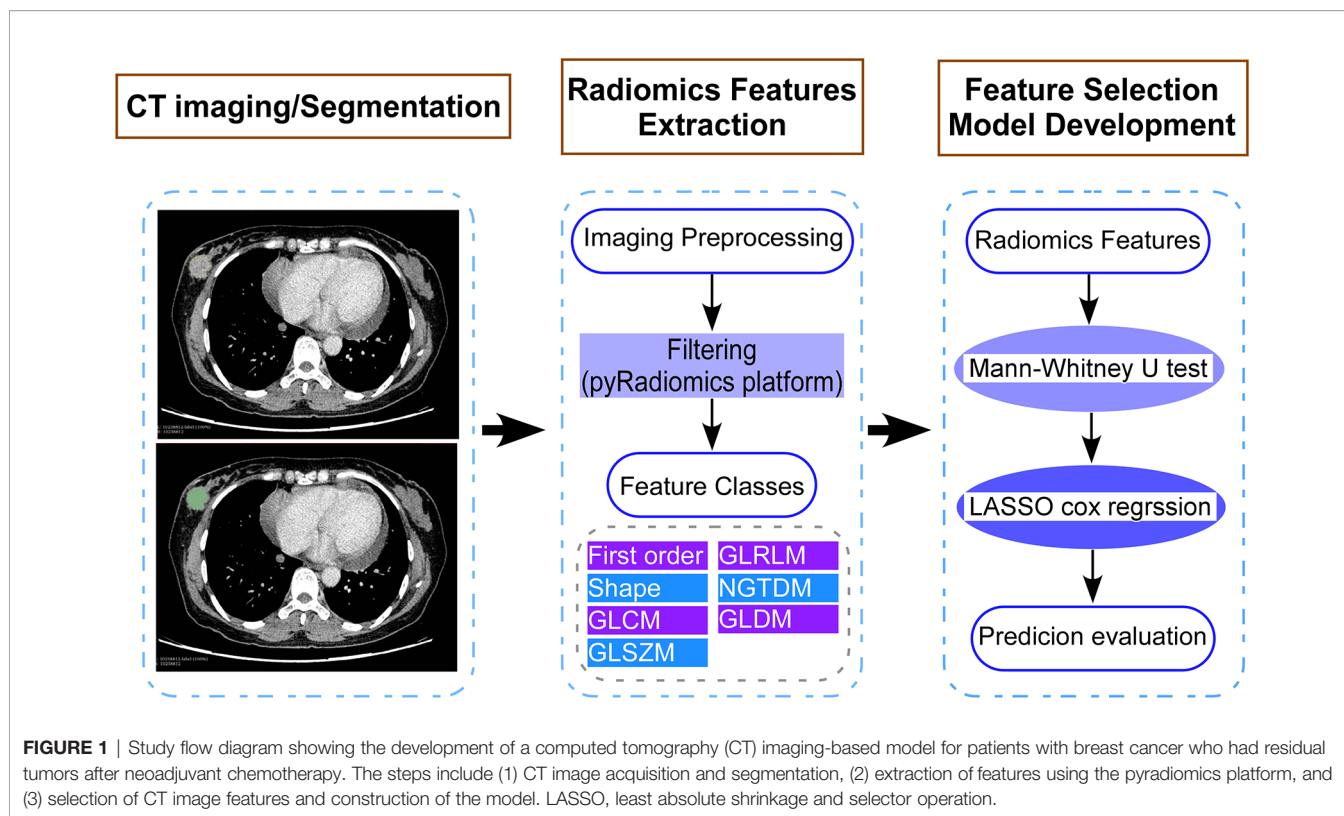 CT imaging/Segmentation
Radiomics Features
Extraction
Feature Selection
Model Development
Imaging Preprocessing
Filtering
(pyRadiomics platform)
Feature Classes
First order
GLRLM
Shape
NGTDM
GLCM
GLDM
GLSZM
Radiomics Features
Mann-Whitney U test
LASSO cox regrssion
Predicion evaluation
FIGURE 1 | Study flow diagram showing the development of a computed tomography (CT) imaging-based model for patients with breast cancer who had residual
tumors after neoadjuvant chemotherapy. The steps include (1) CT image acquisition and segmentation, (2) extraction of features using the pyradiomics platform, and
(3) selection of CT image features and construction of the model. LASSO, least absolute shrinkage and selector operation.